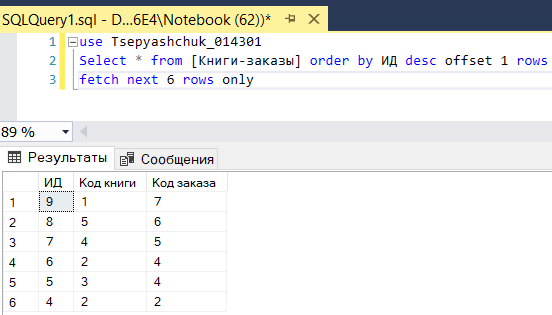 SQLQuery1.sql - D...6E4\Notebook (62))*
1 use Tsepyashchuk_014301
2 Select * from [Книги-заказы] order by ИД desc offset 1 rows
3 fetch next 6 rows only
89 %
Результаты Сообщения
ИД Код книги Код заказа
1 9 1 7
2 8 5 6
3 7 4 5
4 6 2 4
5 5 3 4
6 4 2 2